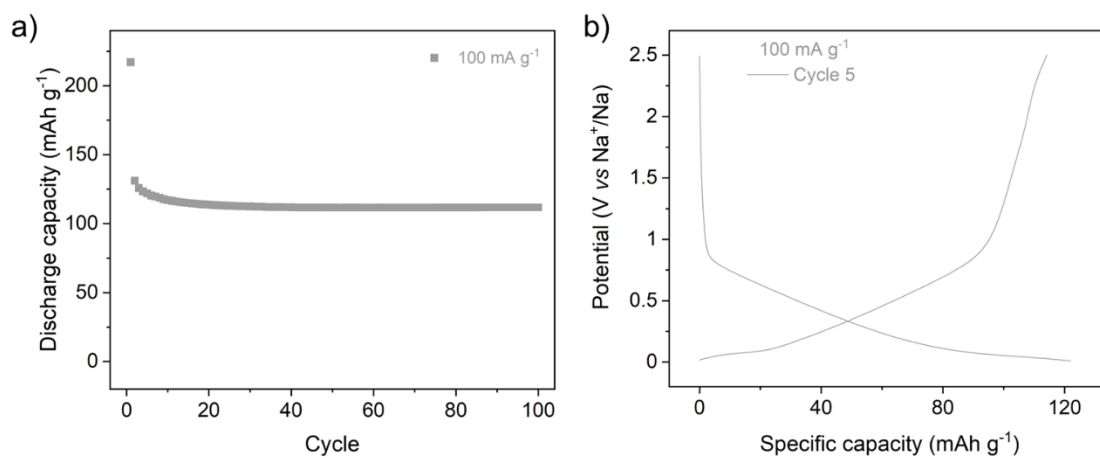 a)
100 mA g⁻¹
Discharge capacity (mAh g⁻¹)
200
150
100
50
0
0
20
40
60
80
100
Cycle
b)
100 mA g⁻¹
Cycle 5
Potential (V vs Na⁺/Na)
2.5
2
1.5
1
0.5
0
0
40
80
120
Specific capacity (mAh g⁻¹)